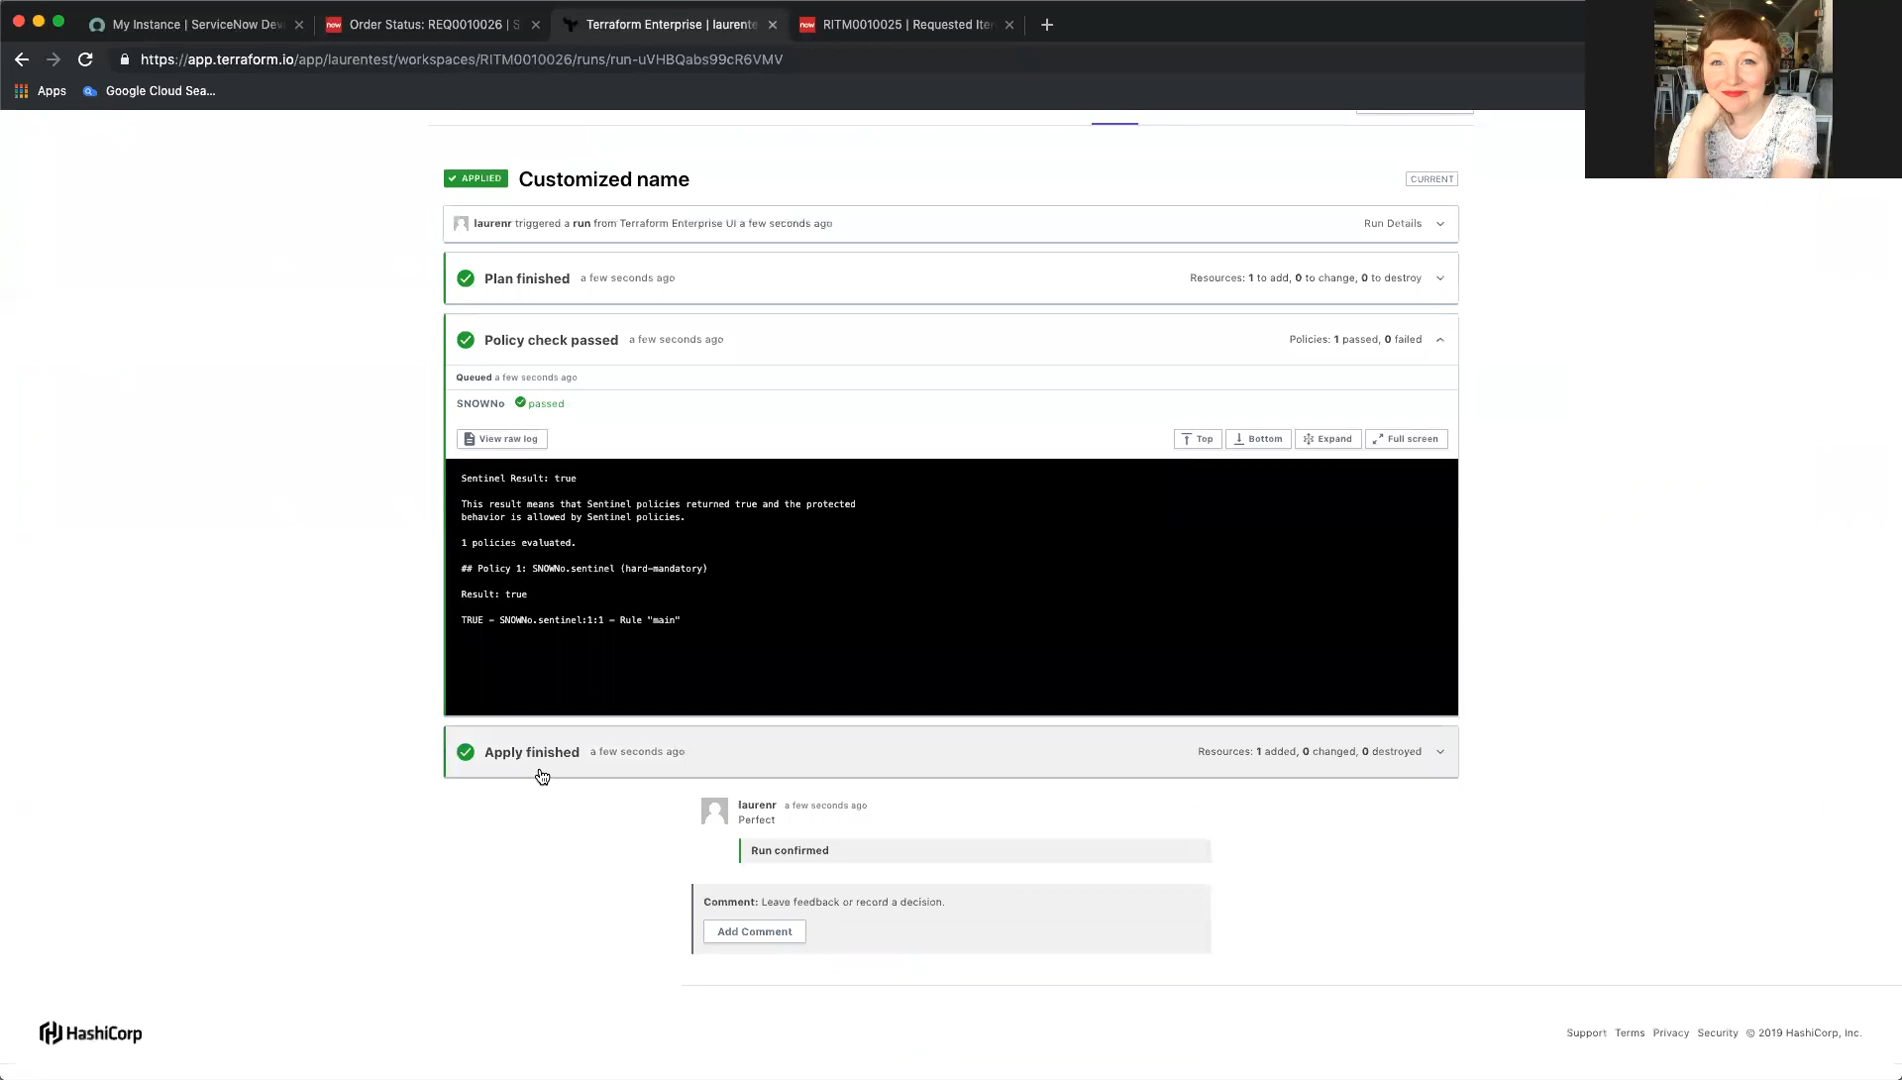 My Instance | ServiceNow Dev
Order Status: REQ0010026 | S
Terraform Enterprise | laurente
RITM0010025 | Requested Iter
https://app.terraform.io/app/laurentest/workspaces/RITM0010026/runs/run-uVHBQabs99cR6VMV
Apps
Google Cloud Sea...
APPLIED
Customized name
CURRENT
laurenr triggered a run from Terraform Enterprise UI a few seconds ago
Run Details
Plan finished a few seconds ago
Resources: 1 to add, 0 to change, 0 to destroy
Policy check passed a few seconds ago
Policies: 1 passed, 0 failed
Queued a few seconds ago
SNOWNo passed
View raw log
Top
Bottom
Expand
Full screen
Sentinel Result: true
This result means that Sentinel policies returned true and the protected
behavior is allowed by Sentinel policies.
1 policies evaluated.
## Policy 1: SNOWNo.sentinel (hard-mandatory)
Result: true
TRUE - SNOWNo.sentinel:1:1 - Rule "main"
Apply finished a few seconds ago
Resources: 1 added, 0 changed, 0 destroyed
laurenr a few seconds ago
Perfect
Run confirmed
Comment: Leave feedback or record a decision.
Add Comment
HashiCorp
Support Terms Privacy Security © 2019 HashiCorp, Inc.